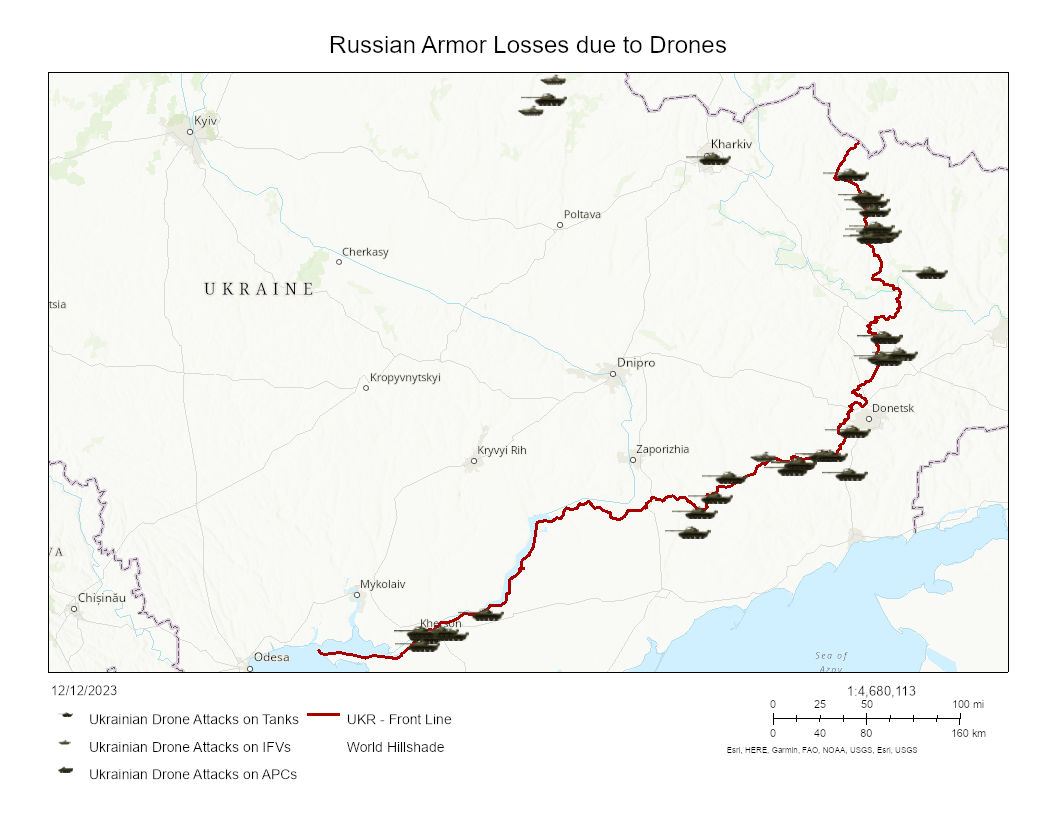 Russian Armor Losses due to Drones
Kyiv
Kharkiv
Poltava
Cherkasy
UKRAINE
tsia
Dnipro
Kropyvnytskyi
Donetsk
Kryvyi Rih
Zaporizhia
VA
Mykolaiv
Chișinău
Kherson
Odesa
Sea of
Azov
12/12/2023
1:4,680,113
0 25 50 100 mi
0 40 80 160 km
Esri, HERE, Garmin, FAO, NOAA, USGS, Esri, USGS
Ukrainian Drone Attacks on Tanks
UKR - Front Line
Ukrainian Drone Attacks on IFVs
World Hillshade
Ukrainian Drone Attacks on APCs